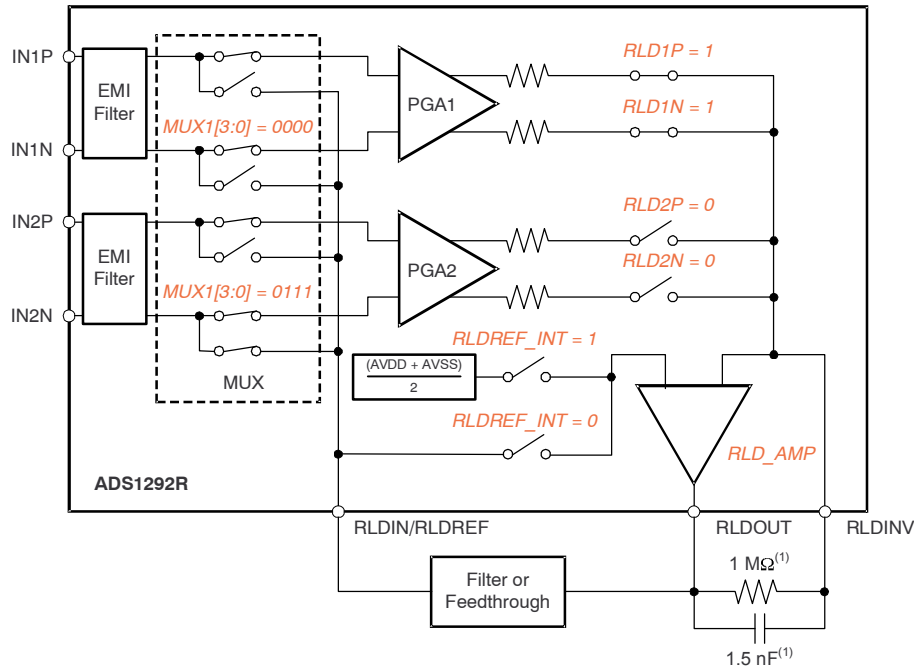 IN1P
EMI
Filter
IN1N
MUX1[3:0] = 0000
PGA1
RLD1P = 1
RLD1N = 1
IN2P
EMI
Filter
IN2N
MUX1[3:0] = 0111
PGA2
RLD2P = 0
RLD2N = 0
MUX
(AVDD + AVSS)
2
RLDREF_INT = 1
RLDREF_INT = 0
RLD_AMP
ADS1292R
RLDIN/RLDREF
RLDOUT
RLDINV
Filter or
Feedthrough
1 MΩ(1)
1.5 nF(1)